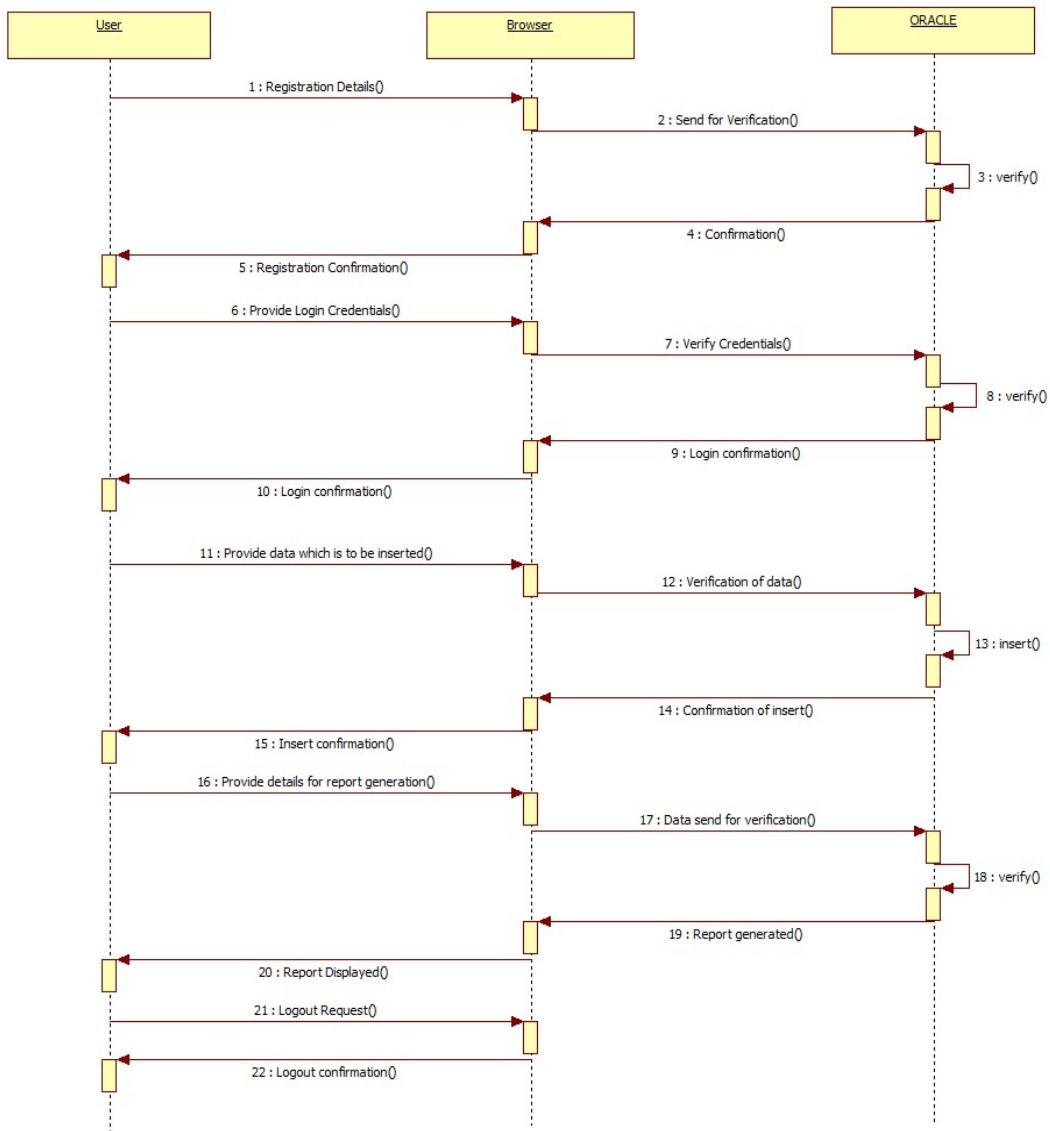 User
Browser
ORACLE
1 : Registration Details()
2 : Send for Verification()
3 : verify()
4 : Confirmation()
5 : Registration Confirmation()
6 : Provide Login Credentials()
7 : Verify Credentials()
8 : verify()
9 : Login confirmation()
10 : Login confirmation()
11 : Provide data which is to be inserted()
12 : Verification of data()
13 : insert()
14 : Confirmation of insert()
15 : Insert confirmation()
16 : Provide details for report generation()
17 : Data send for verification()
18 : verify()
19 : Report generated()
20 : Report Displayed()
21 : Logout Request()
22 : Logout confirmation()